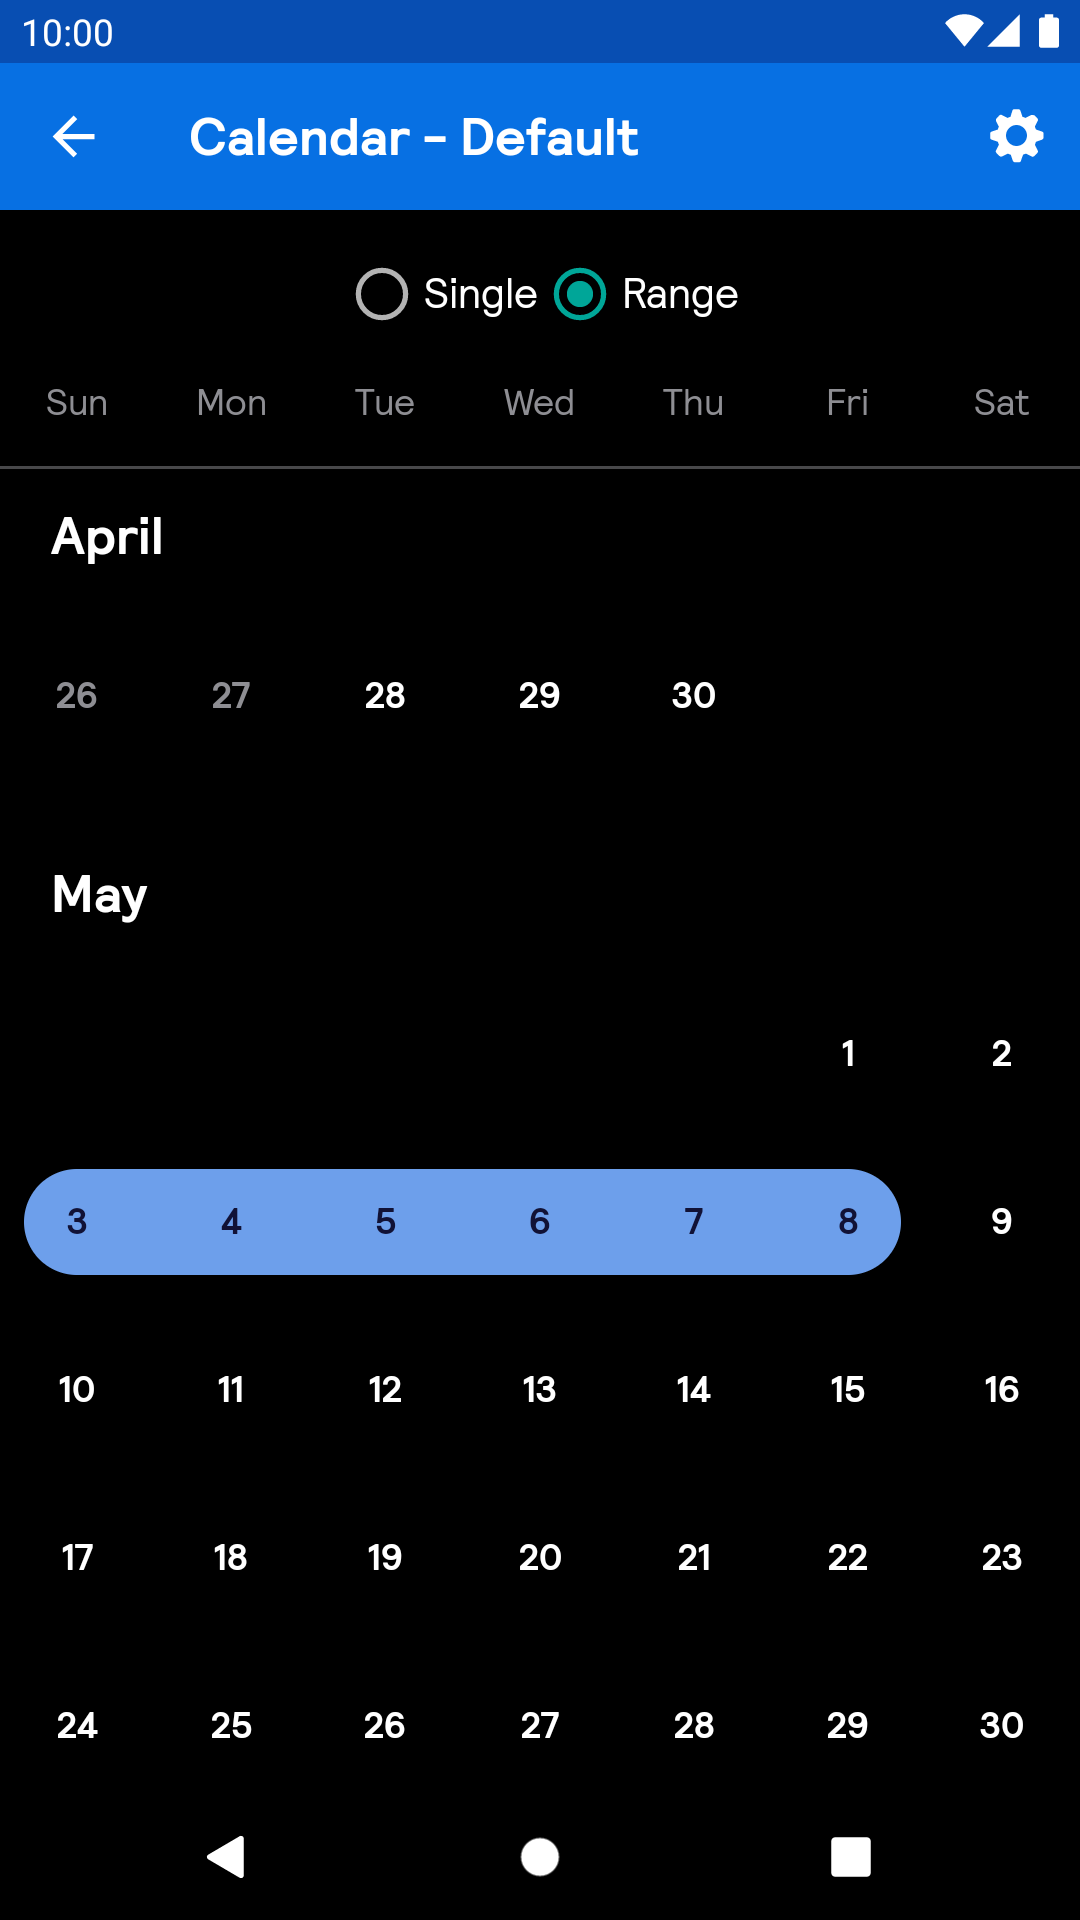 10:00
Calendar - Default
Single Range
Sun Mon Tue Wed Thu Fri Sat
April
26 27 28 29 30
May
1 2
3 4 5 6 7 8 9
10 11 12 13 14 15 16
17 18 19 20 21 22 23
24 25 26 27 28 29 30